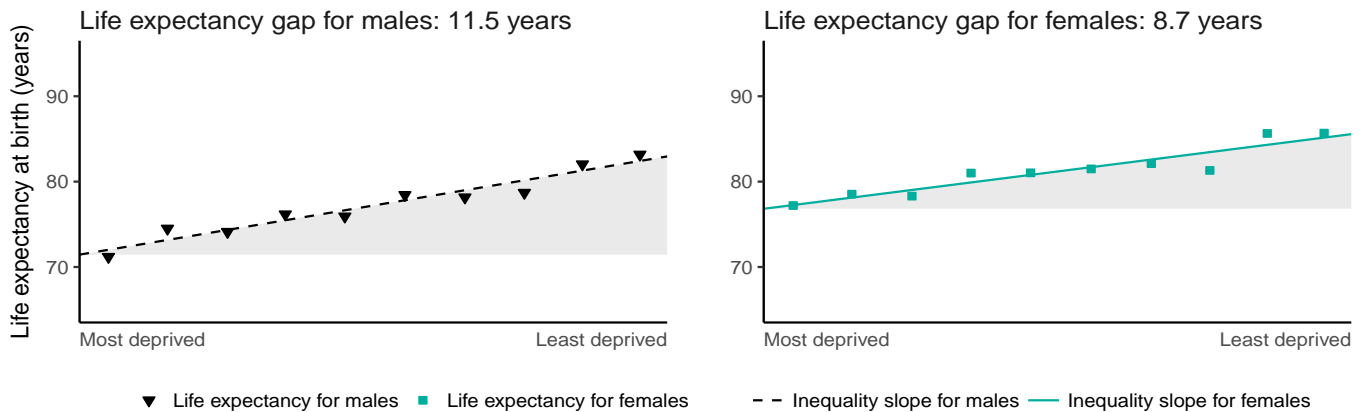 Life expectancy gap for males: 11.5 years
Life expectancy at birth (years)
90
80
70
Most deprived Least deprived
Life expectancy gap for females: 8.7 years
90
80
70
Most deprived Least deprived
Life expectancy for males Life expectancy for females Inequality slope for males Inequality slope for females